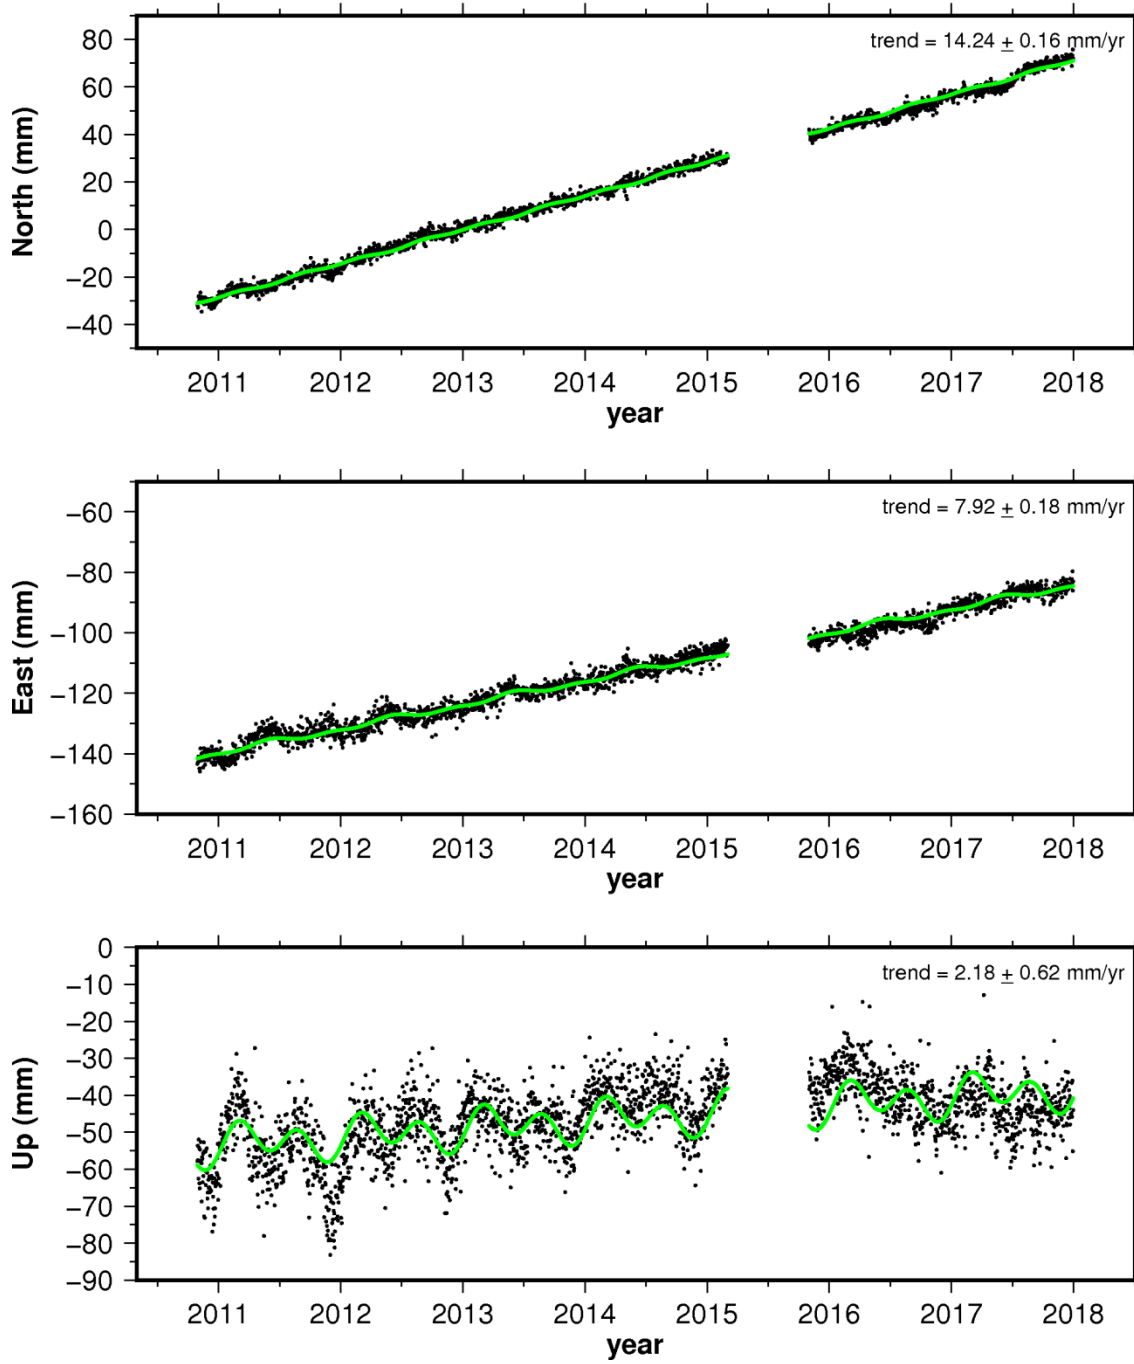 trend = 14.24 ± 0.16 mm/yr
80
60
40
20
0
−20
−40
North (mm)
2011 2012 2013 2014 2015 2016 2017 2018
year
trend = 7.92 ± 0.18 mm/yr
−60
−80
−100
−120
−140
−160
East (mm)
2011 2012 2013 2014 2015 2016 2017 2018
year
trend = 2.18 ± 0.62 mm/yr
0
−10
−20
−30
−40
−50
−60
−70
−80
−90
Up (mm)
2011 2012 2013 2014 2015 2016 2017 2018
year